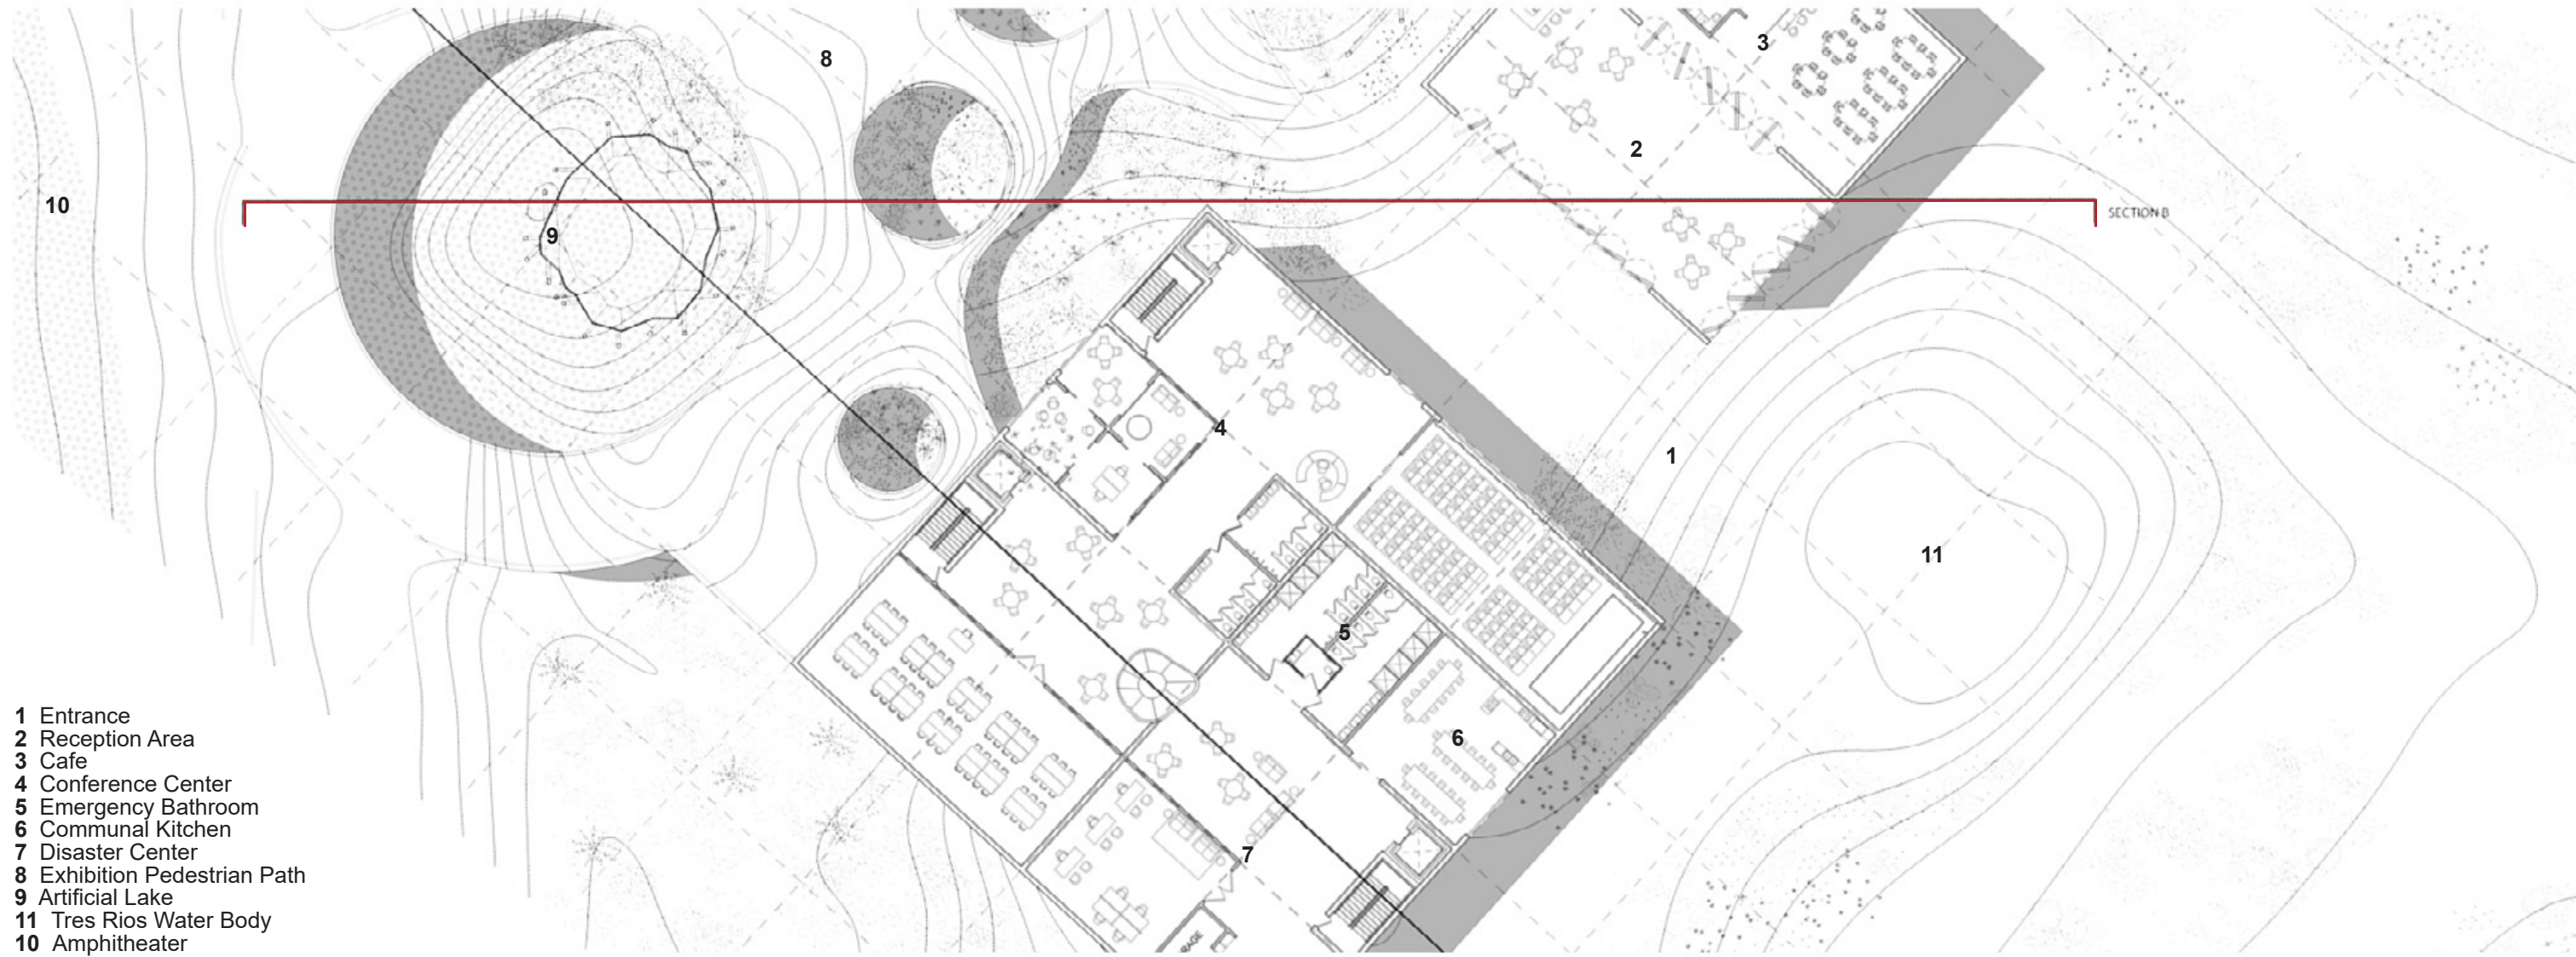 8
3
2
10
SECTION B
9
4
1
11
5
6
7
RAGE
1 Entrance
2 Reception Area
3 Cafe
4 Conference Center
5 Emergency Bathroom
6 Communal Kitchen
7 Disaster Center
8 Exhibition Pedestrian Path
9 Artificial Lake
11 Tres Rios Water Body
10 Amphitheater